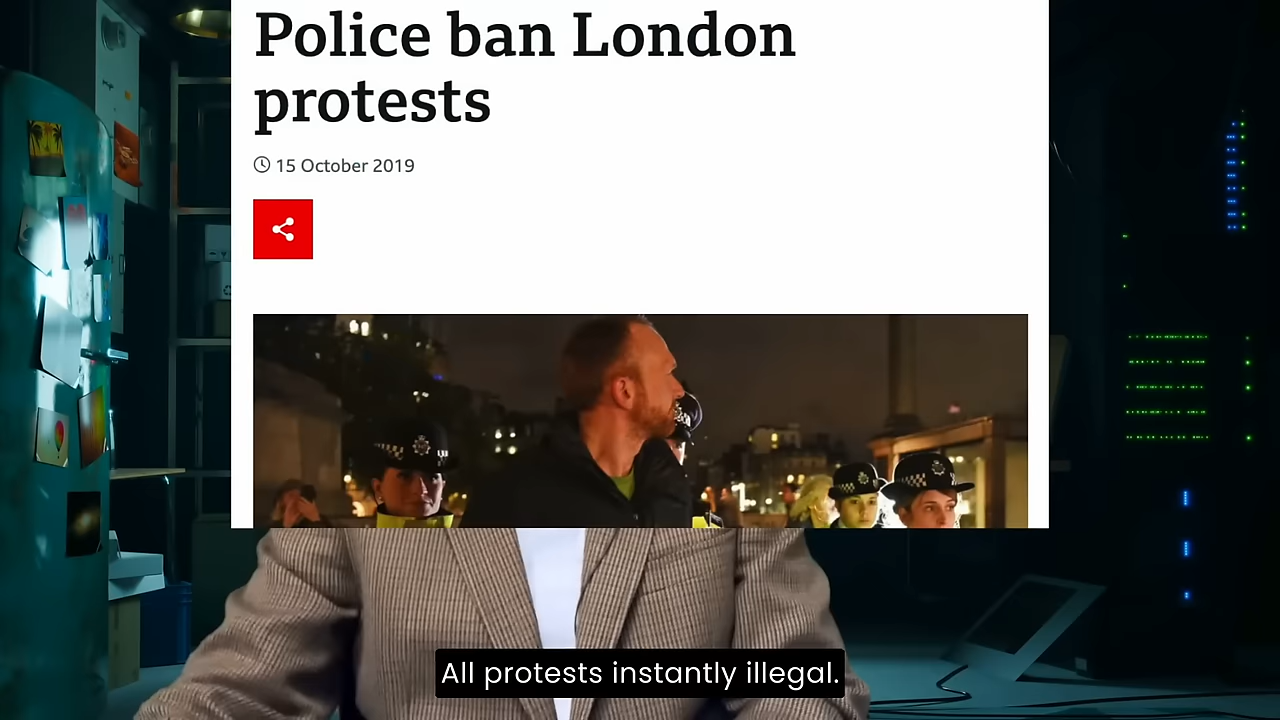 Police ban London
protests
15 October 2019
All protests instantly illegal.